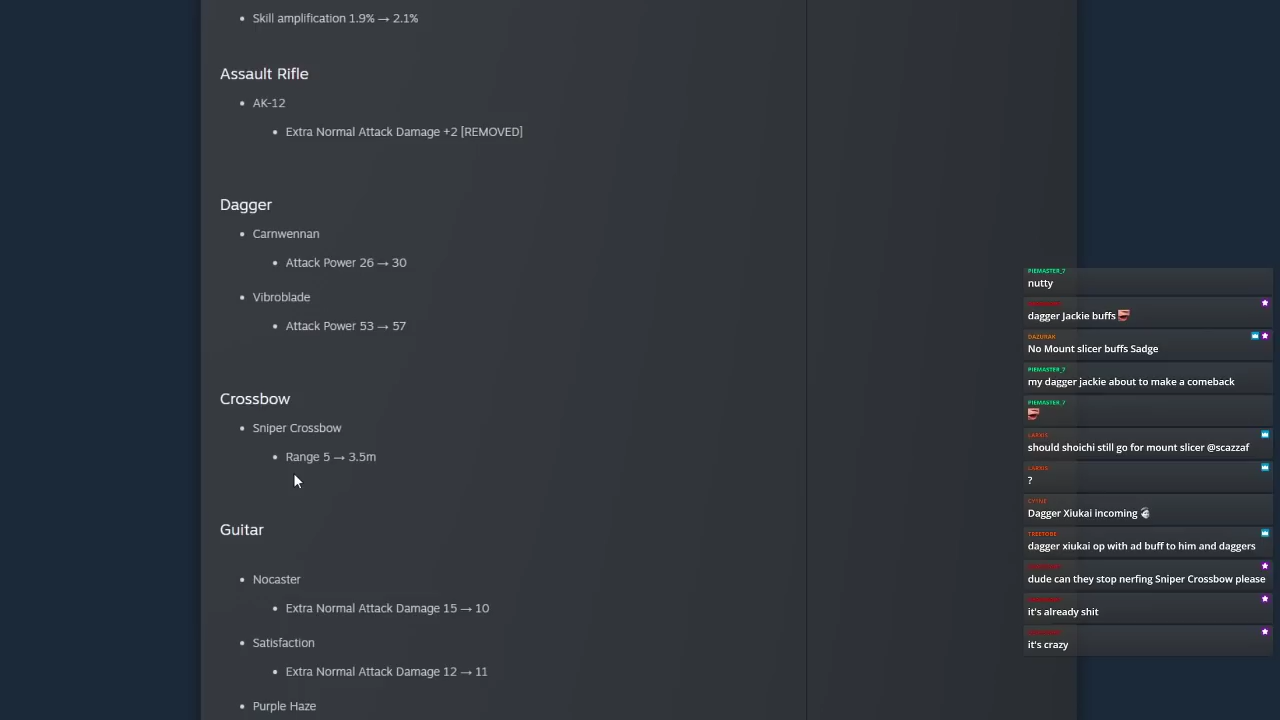 Skill amplification 1.9% → 2.1%
Assault Rifle
AK-12
Extra Normal Attack Damage +2 [REMOVED]
Dagger
Carnwennan
Attack Power 26 → 30
Vibroblade
Attack Power 53 → 57
Crossbow
Sniper Crossbow
Range 5 → 3.5m
Guitar
Nocaster
Extra Normal Attack Damage 15 → 10
Satisfaction
Extra Normal Attack Damage 12 → 11
Purple Haze
PIEMASTER_7
nutty
dagger Jackie buffs
DAZURAK
No Mount slicer buffs Sadge
PIEMASTER_7
my dagger jackie about to make a comeback
PIEMASTER_7
should shoichi still go for mount slicer @scazzaf
?
Dagger Xiukai incoming
dagger xiukai op with ad buff to him and daggers
dude can they stop nerfing Sniper Crossbow please
it's already shit
it's crazy